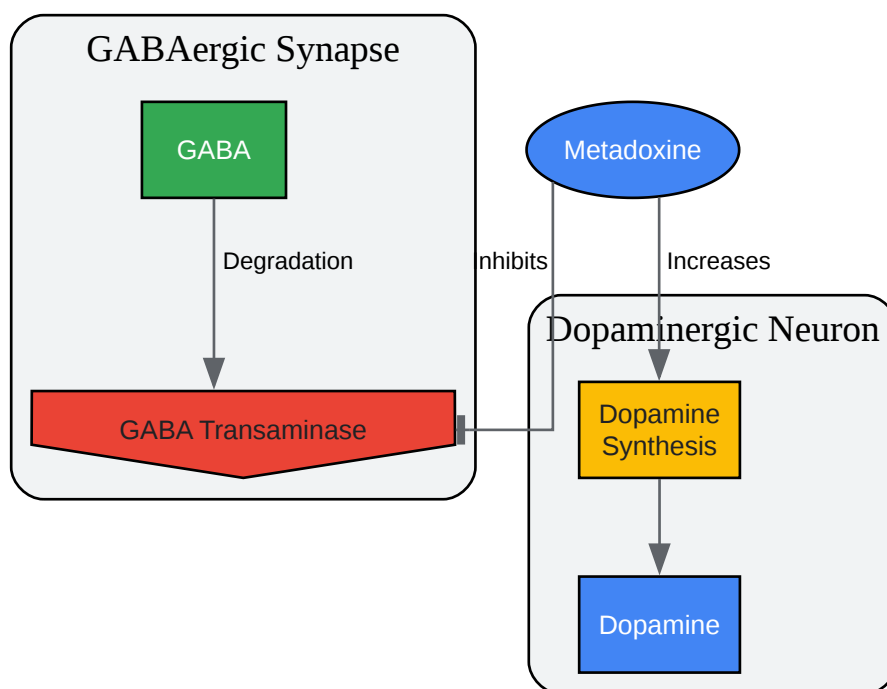 GABAergic Synapse
GABA
Metadoxine
Degradation
Inhibits
Increases
Dopaminergic Neuron
GABA Transaminase
Dopamine
Synthesis
Dopamine